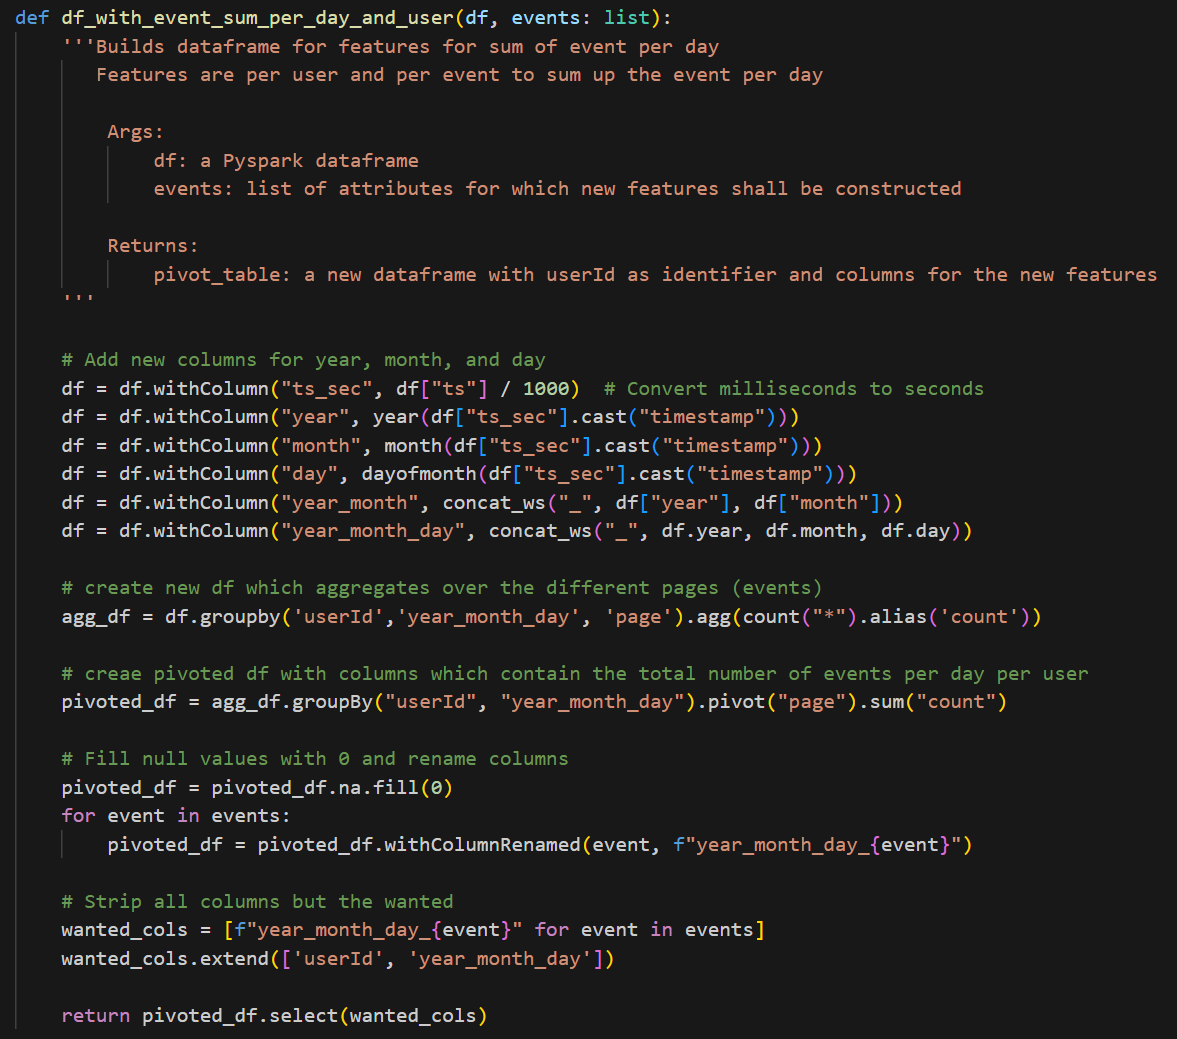 def df_with_event_sum_per_day_and_user(df, events: list):
    '''Builds dataframe for features for sum of event per day
       Features are per user and per event to sum up the event per day

        Args:
            df: a Pyspark dataframe
            events: list of attributes for which new features shall be constructed

        Returns:
            pivot_table: a new dataframe with userId as identifier and columns for the new features
    '''

    # Add new columns for year, month, and day
    df = df.withColumn("ts_sec", df["ts"] / 1000)  # Convert milliseconds to seconds
    df = df.withColumn("year", year(df["ts_sec"].cast("timestamp")))
    df = df.withColumn("month", month(df["ts_sec"].cast("timestamp")))
    df = df.withColumn("day", dayofmonth(df["ts_sec"].cast("timestamp")))
    df = df.withColumn("year_month", concat_ws("_", df["year"], df["month"]))
    df = df.withColumn("year_month_day", concat_ws("_", df.year, df.month, df.day))

    # create new df which aggregates over the different pages (events)
    agg_df = df.groupby('userId','year_month_day', 'page').agg(count("*").alias('count'))

    # creae pivoted df with columns which contain the total number of events per day per user
    pivoted_df = agg_df.groupBy("userId", "year_month_day").pivot("page").sum("count")

    # Fill null values with 0 and rename columns
    pivoted_df = pivoted_df.na.fill(0)
    for event in events:
        pivoted_df = pivoted_df.withColumnRenamed(event, f"year_month_day_{event}")

    # Strip all columns but the wanted
    wanted_cols = [f"year_month_day_{event}" for event in events]
    wanted_cols.extend(['userId', 'year_month_day'])

    return pivoted_df.select(wanted_cols)